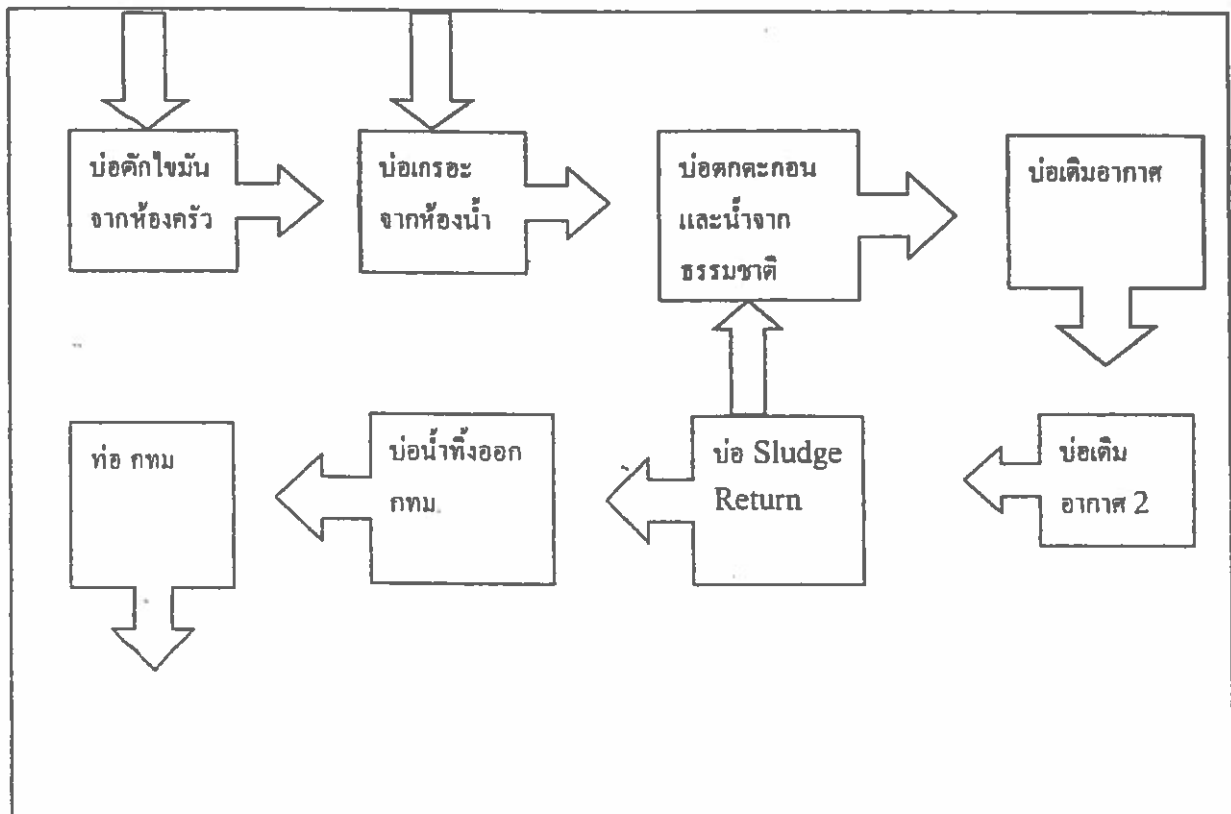 บ่อดักไขมัน
จากห้องครัว
บ่อเกรอะ
จากห้องน้ำ
บ่อตกตะกอน
และน้ำจาก
ธรรมชาติ
บ่อเติมอากาศ
ท่อ กทม
บ่อน้ำทิ้งออก
กทม.
บ่อ Sludge
Return
บ่อเติม
อากาศ 2